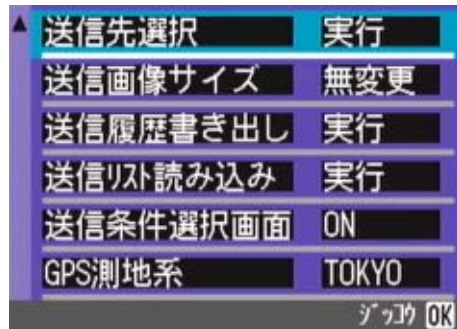 送信先選択 実行
送信画像サイズ 無変更
送信履歴書き出し 実行
送信ﾘｽﾄ読み込み 実行
送信条件選択画面 ON
GPS測地系 TOKYO
ｼﾞｯｺｳ OK